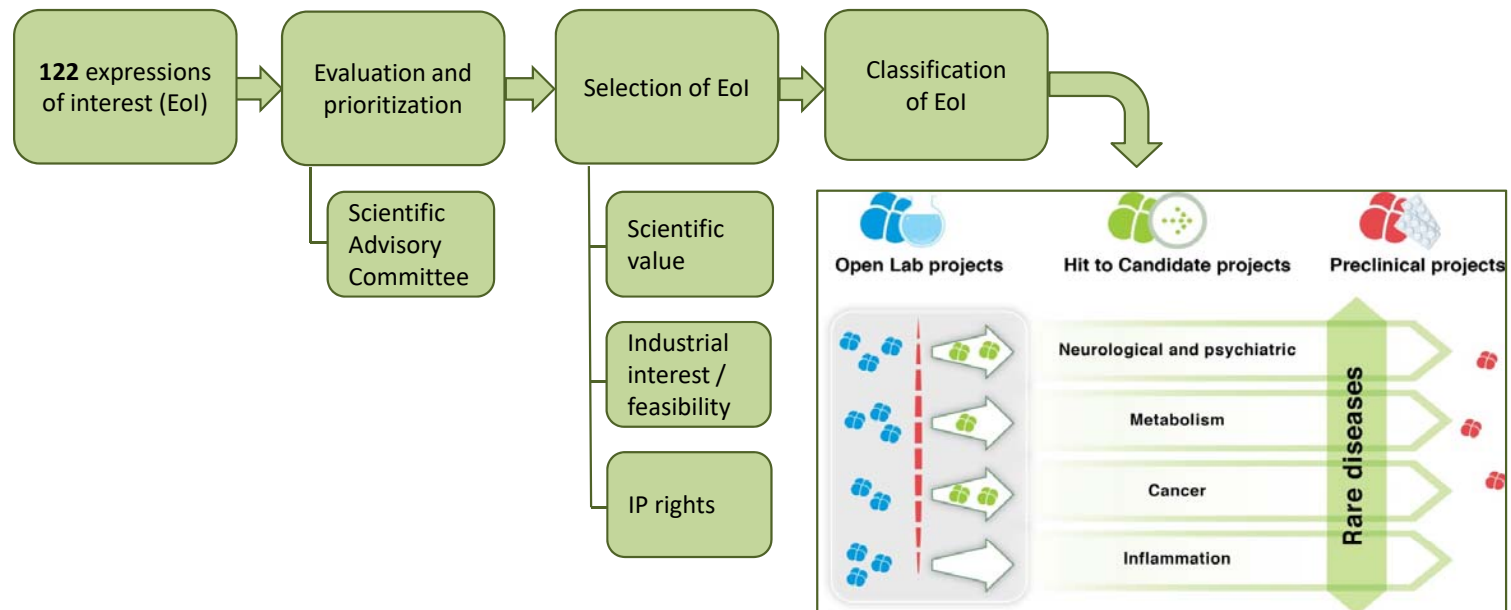 122 expressions
of interest (EoI)
Evaluation and
prioritization
Selection of EoI
Classification
of EoI
Scientific
Advisory
Committee
Scientific
value
Industrial
interest /
feasibility
IP rights
Open Lab projects
Hit to Candidate projects
Preclinical projects
Neurological and psychiatric
Metabolism
Cancer
Inflammation
Rare diseases